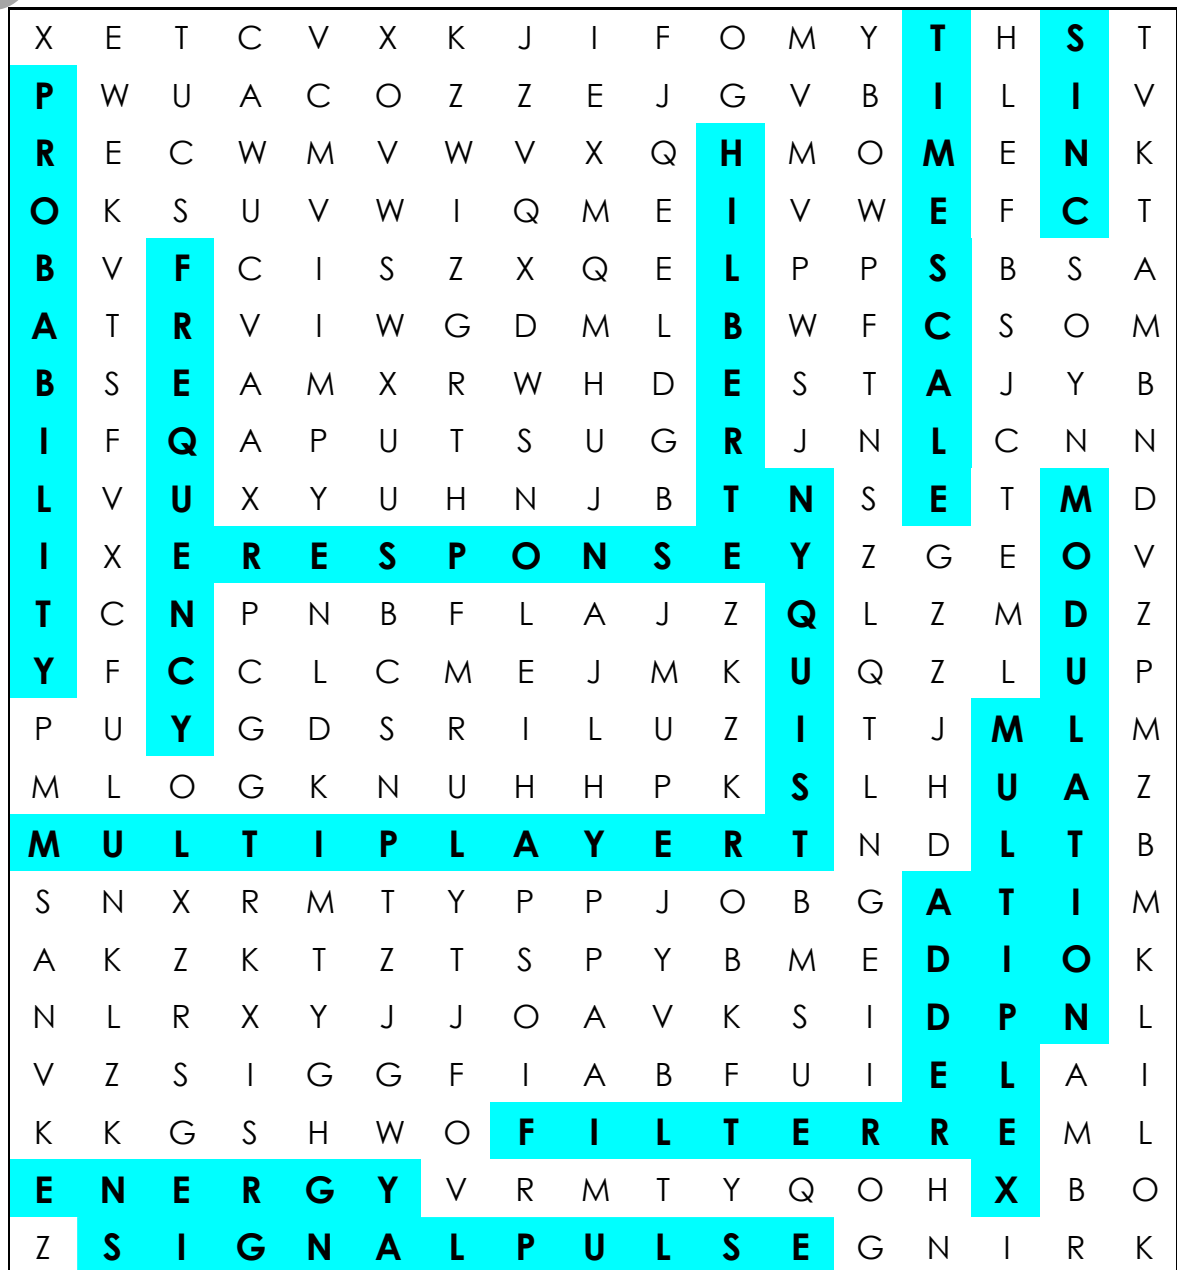 X E T C V X K J I F O M Y T H S T
P W U A C O Z Z E J G V B I L I V
R E C W M V W V X Q H M O M E N K
O K S U V W I Q M E I V W E F C T
B V F C I S Z X Q E L P P S B S A
A T R V I W G D M L B W F C S O M
B S E A M X R W H D E S T A J Y B
I F Q A P U T S U G R J N L C N N
L V U X Y U H N J B T N S E T M D
I X E R E S P O N S E Y Z G E O V
T C N P N B F L A J Z Q L Z M D Z
Y F C C L C M E J M K U Q Z L U P
P U Y G D S R I L U Z I T J M L M
M L O G K N U H H P K S L H U A Z
M U L T I P L A Y E R T N D L T B
S N X R M T Y P P J O B G A T I M
A K Z K T Z T S P Y B M E D I O K
N L R X Y J J O A V K S I D P N L
V Z S I G G F I A B F U I E L A I
K K G S H W O F I L T E R R E M L
E N E R G Y V R M T Y Q O H X B O
Z S I G N A L P U L S E G N I R K